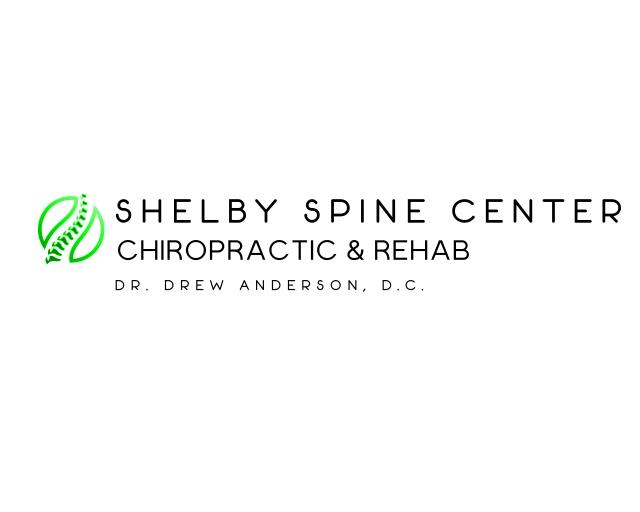 SHELBY SPINE CENTER
CHIROPRACTIC & REHAB
DR. DREW ANDERSON, D.C.